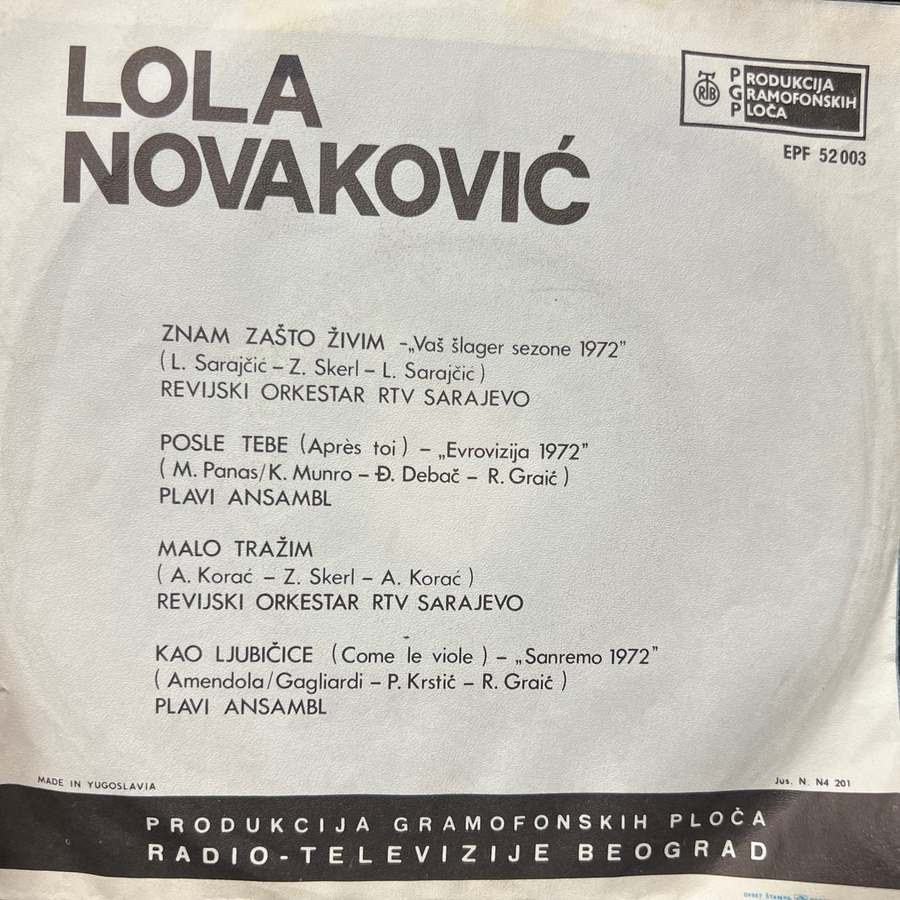 LOLA
NOVAKOVIĆ
RTB
PRODUKCIJA
GRAMOFONSKIH
PLOČA
EPF 52003
ZNAM ZAŠTO ŽIVIM -„Vaš šlager sezone 1972”
(L. Sarajčić – Z. Skerl – L. Sarajčić)
REVIJSKI ORKESTAR RTV SARAJEVO
POSLE TEBE (Après toi) – „Evrovizija 1972”
(M. Panas/K. Munro – Đ. Debač – R. Graić)
PLAVI ANSAMBL
MALO TRAŽIM
(A. Korać – Z. Skerl – A. Korać)
REVIJSKI ORKESTAR RTV SARAJEVO
KAO LJUBIČICE (Come le viole) – „Sanremo 1972”
(Amendola/Gagliardi – P. Krstić – R. Graić)
PLAVI ANSAMBL
MADE IN YUGOSLAVIA
Jus. N. N4 201
PRODUKCIJA GRAMOFONSKIH PLOČA
RADIO-TELEVIZIJE BEOGRAD
OFSET ŠTAMPA